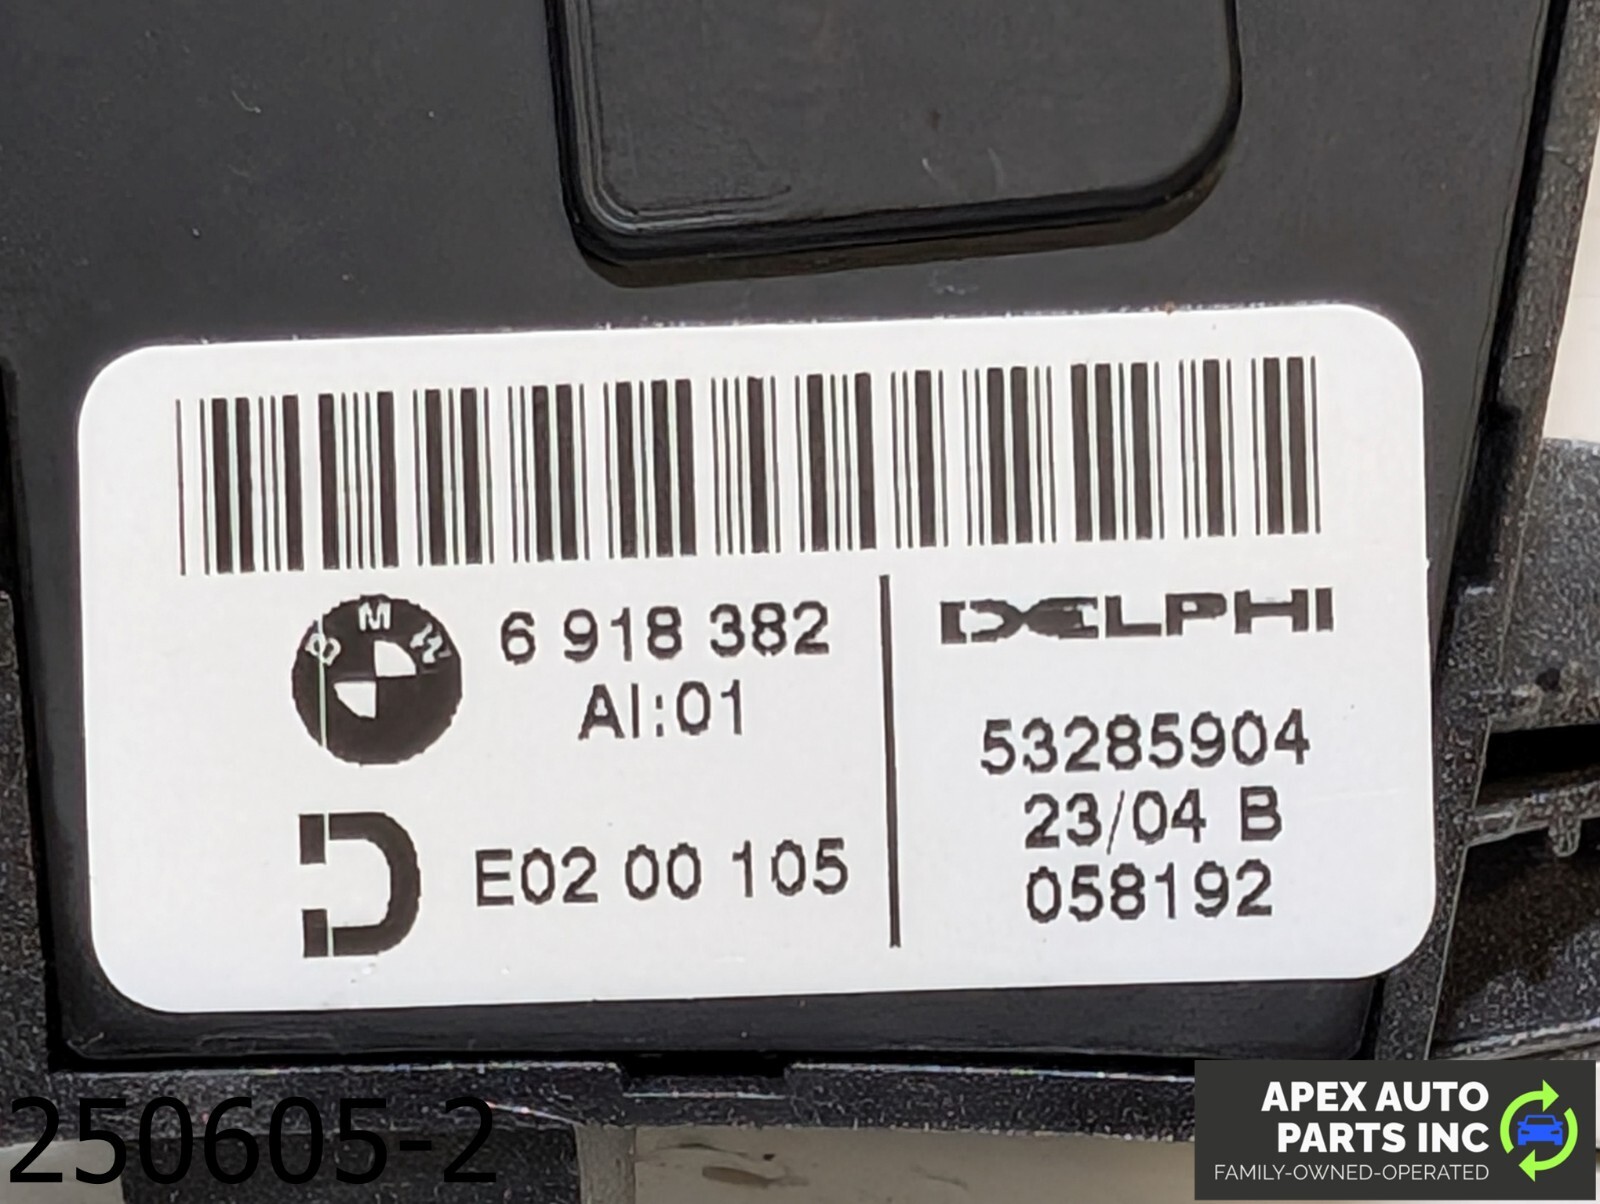 BMW
6 918 382
AI:01
E02 00 105
DELPHI
53285904
23/04 B
058192
250605-2
APEX AUTO
PARTS INC
FAMILY-OWNED-OPERATED